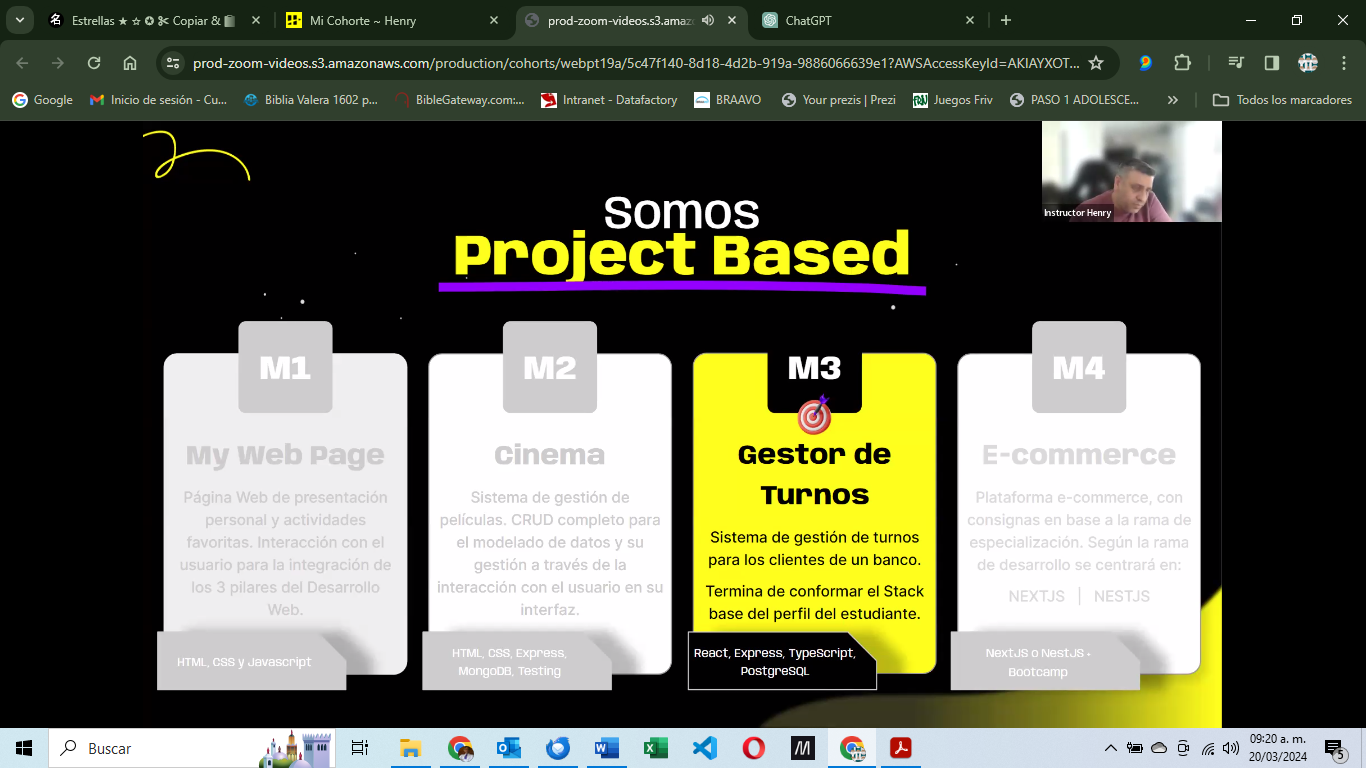 Estrellas ★ ☆ ✪ ✂ Copiar & 📋
Mi Cohorte ~ Henry
prod-zoom-videos.s3.amaz
ChatGPT
prod-zoom-videos.s3.amazonaws.com/production/cohorts/webpt19a/5c47f140-8d18-4d2b-919a-9886066639e1?AWSAccessKeyId=AKIAYXOT...
Google
Inicio de sesión - Cu...
Biblia Valera 1602 p...
BibleGateway.com:...
Intranet - Datafactory
BRAAVO
Your prezis | Prezi
Juegos Friv
PASO 1 ADOLESCE...
»
Todos los marcadores
Instructor Henry
Somos
Project Based
M1
My Web Page
Página Web de presentación
personal y actividades
favoritas. Interacción con el
usuario para la integración de
los 3 pilares del Desarrollo
Web.
HTML, CSS y Javascript
M2
Cinema
Sistema de gestión de
películas. CRUD completo para
el modelado de datos y su
gestión a través de la
interacción con el usuario en su
interfaz.
HTML, CSS, Express,
MongoDB, Testing
M3
Gestor de
Turnos
Sistema de gestión de turnos
para los clientes de un banco.
Termina de conformar el Stack
base del perfil del estudiante.
React, Express, TypeScript,
PostgreSQL
M4
E-commerce
Plataforma e-commerce, con
consignas en base a la rama de
especialización. Según la rama
de desarrollo se centrará en:
NEXTJS | NESTJS
NextJS o NestJS +
Bootcamp
Buscar
09:20 a. m.
20/03/2024
5